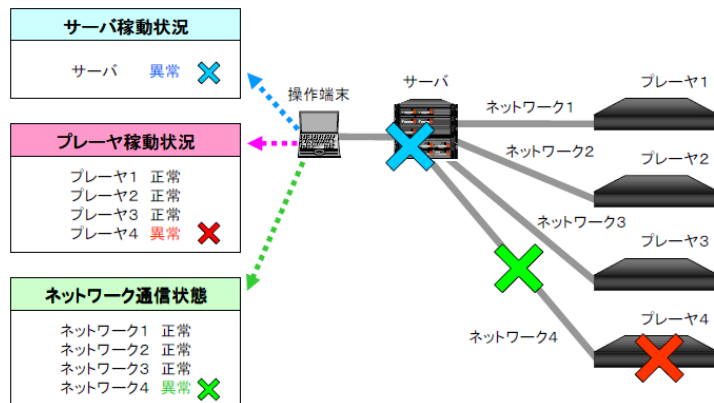 サーバ稼動状況
サーバ 異常
プレーヤ稼動状況
プレーヤ1 正常
プレーヤ2 正常
プレーヤ3 正常
プレーヤ4 異常
ネットワーク通信状態
ネットワーク1 正常
ネットワーク2 正常
ネットワーク3 正常
ネットワーク4 異常
操作端末
サーバ
ネットワーク1
ネットワーク2
ネットワーク3
ネットワーク4
プレーヤ1
プレーヤ2
プレーヤ3
プレーヤ4